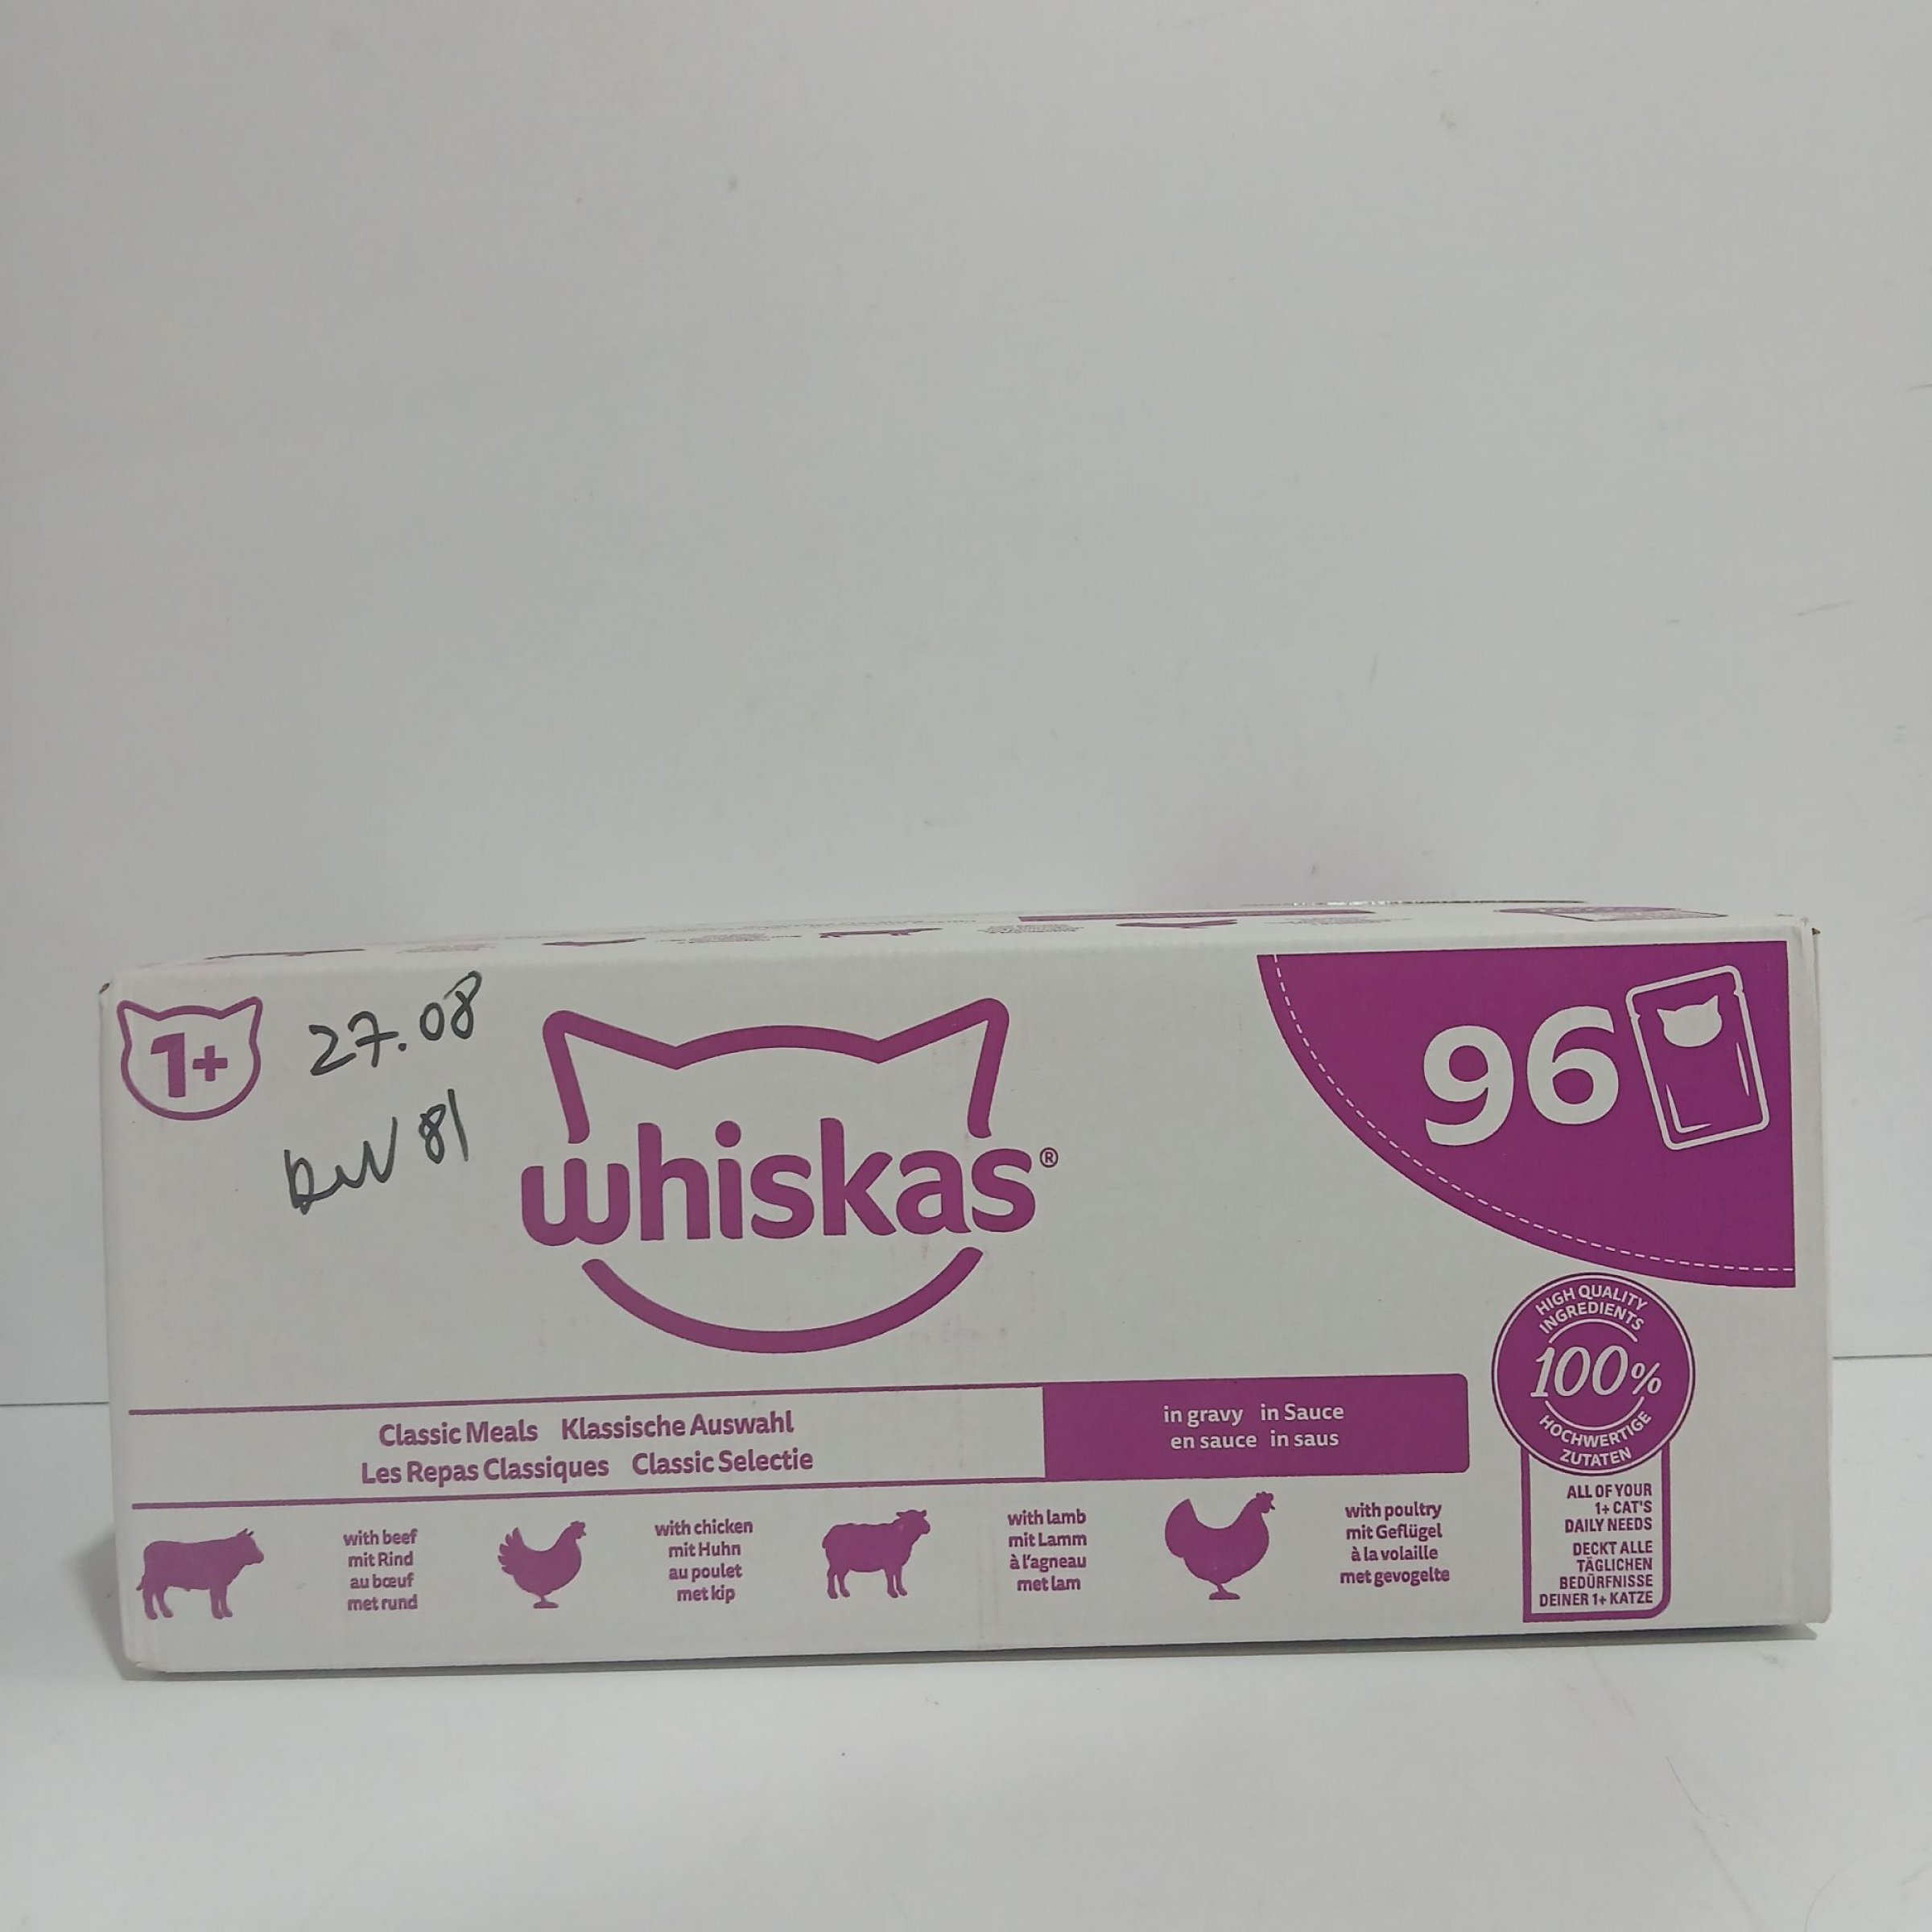 1+
27.08
81
whiskas®
96
Classic Meals Klassische Auswahl
Les Repas Classiques Classic Selectie
in gravy in Sauce
en sauce in saus
with beef
mit Rind
au bœuf
met rund
with chicken
mit Huhn
au poulet
met kip
with lamb
mit Lamm
à l'agneau
met lam
with poultry
mit Geflügel
à la volaille
met gevogelte
HIGH QUALITY
INGREDIENTS
100%
HOCHWERTIGE
ZUTATEN
ALL OF YOUR
1+ CAT'S
DAILY NEEDS
DECKT ALLE
TÄGLICHEN
BEDÜRFNISSE
DEINER 1+ KATZE